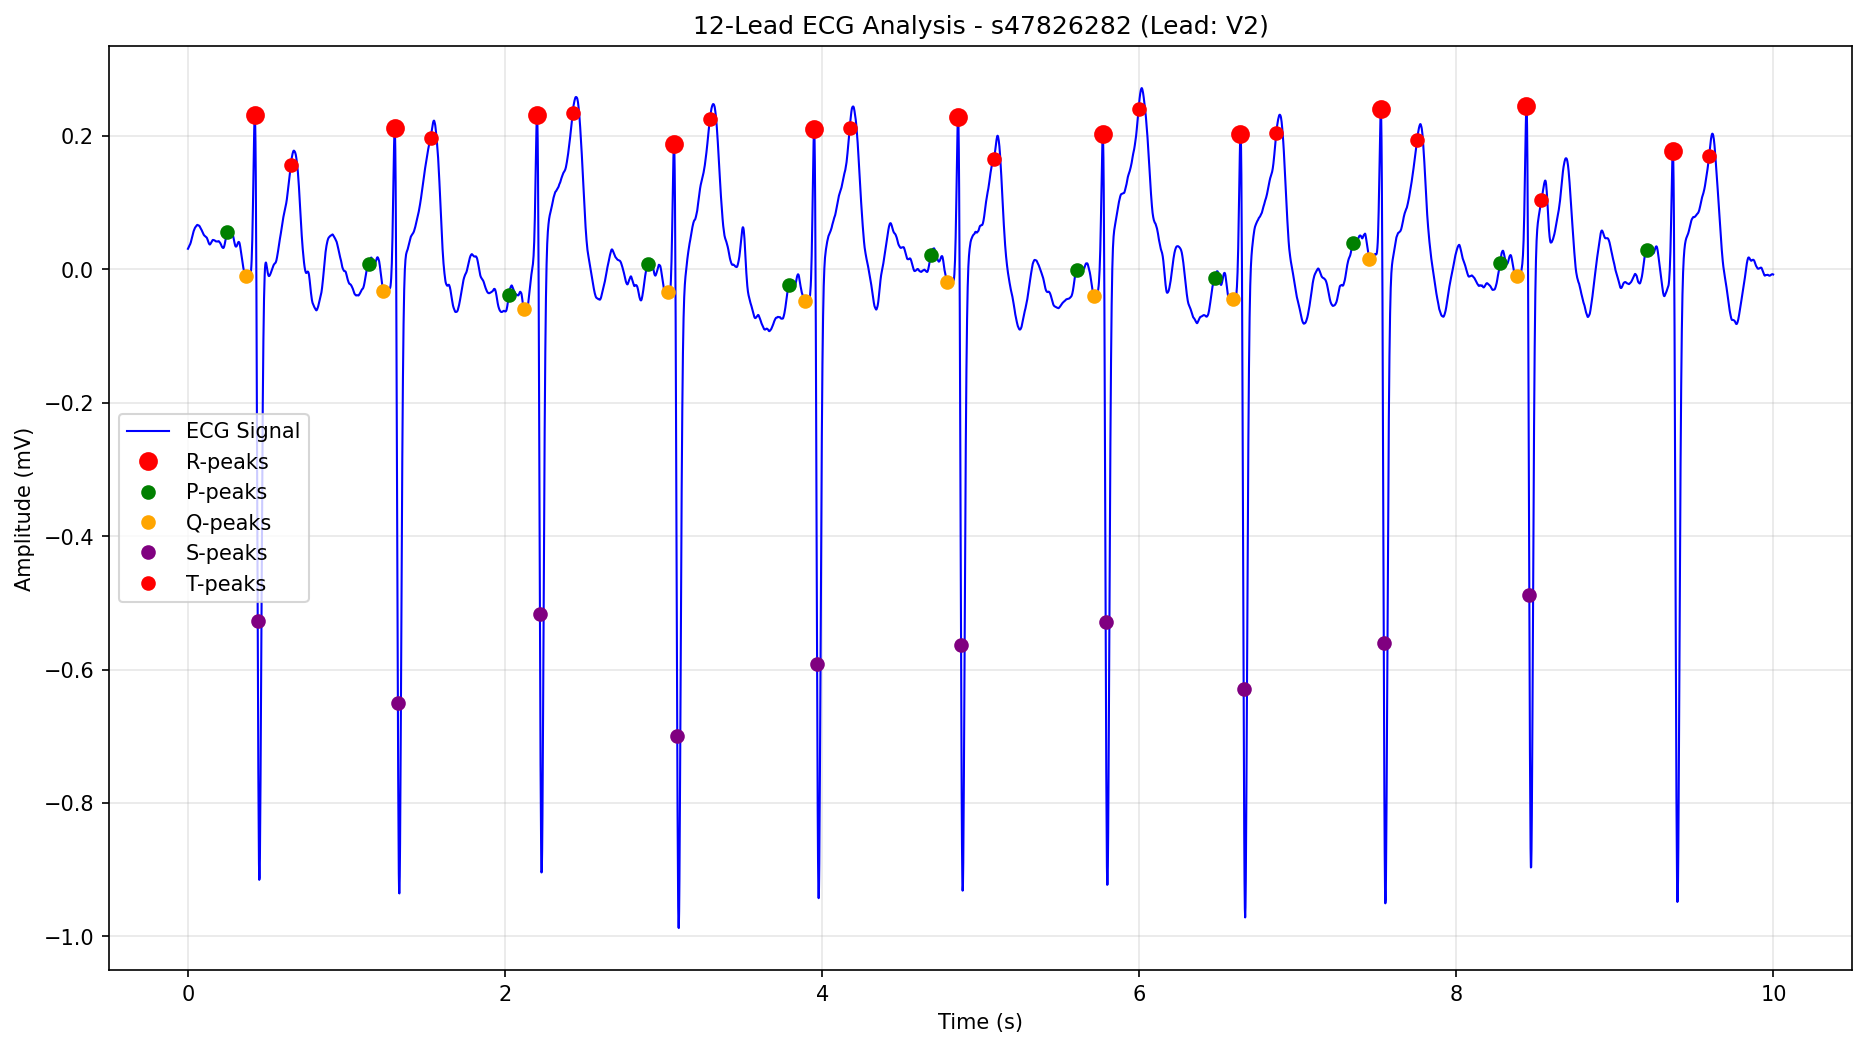 12-Lead ECG Analysis - s47826282 (Lead: V2)
Amplitude (mV)
0.2
0.0
−0.2
−0.4
−0.6
−0.8
−1.0
ECG Signal
R-peaks
P-peaks
Q-peaks
S-peaks
T-peaks
0 2 4 6 8 10
Time (s)